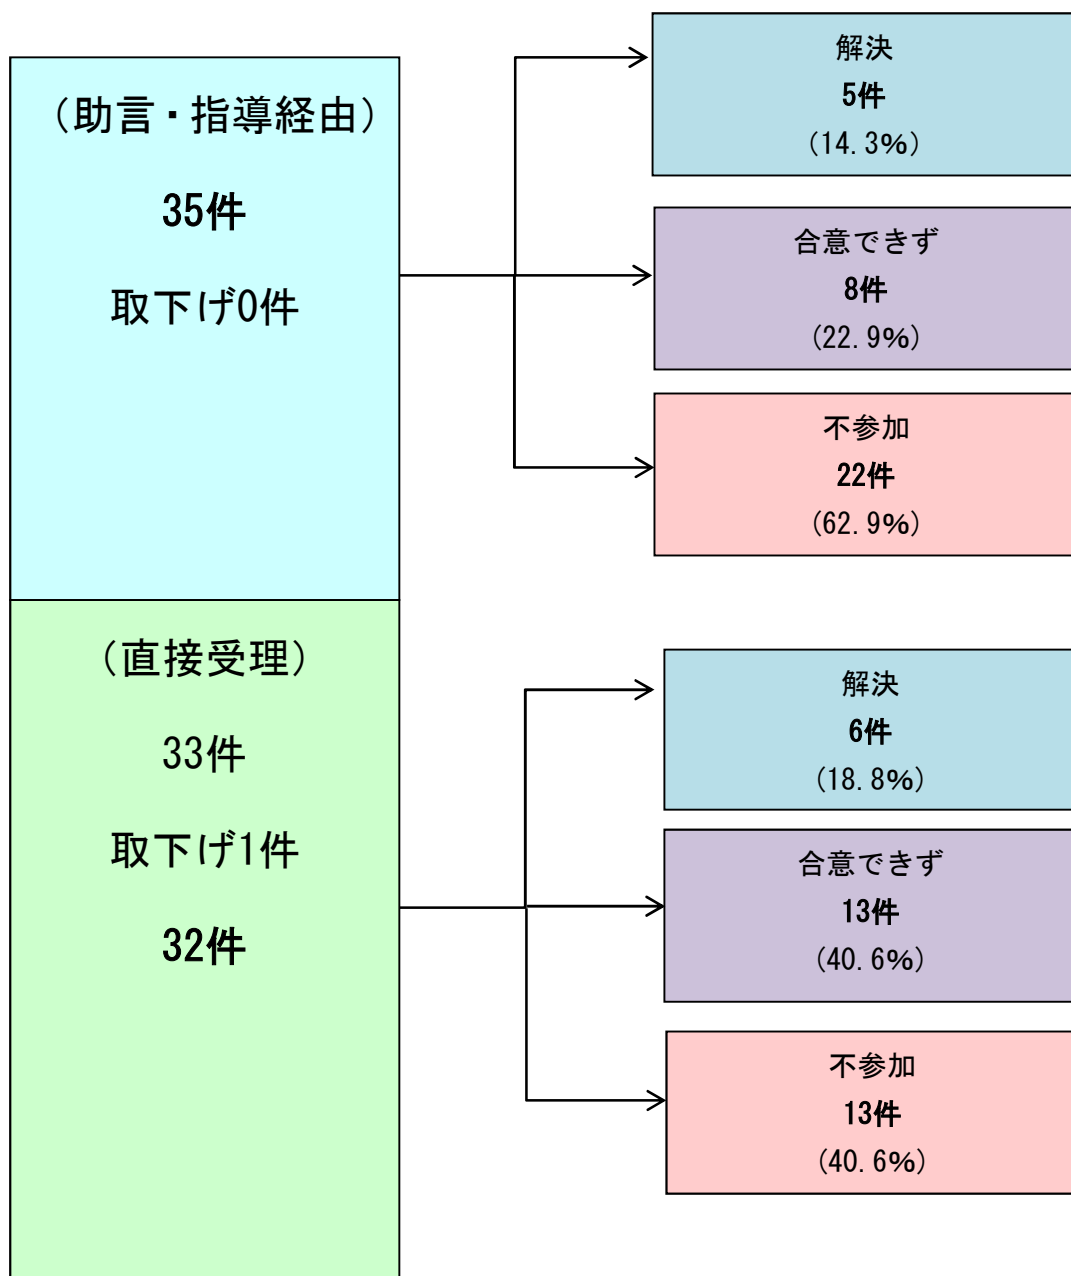 （助言・指導経由）
35件
取下げ0件
解決
5件
（14.3%）
合意できず
8件
（22.9%）
不参加
22件
（62.9%）
（直接受理）
33件
取下げ1件
32件
解決
6件
（18.8%）
合意できず
13件
（40.6%）
不参加
13件
（40.6%）